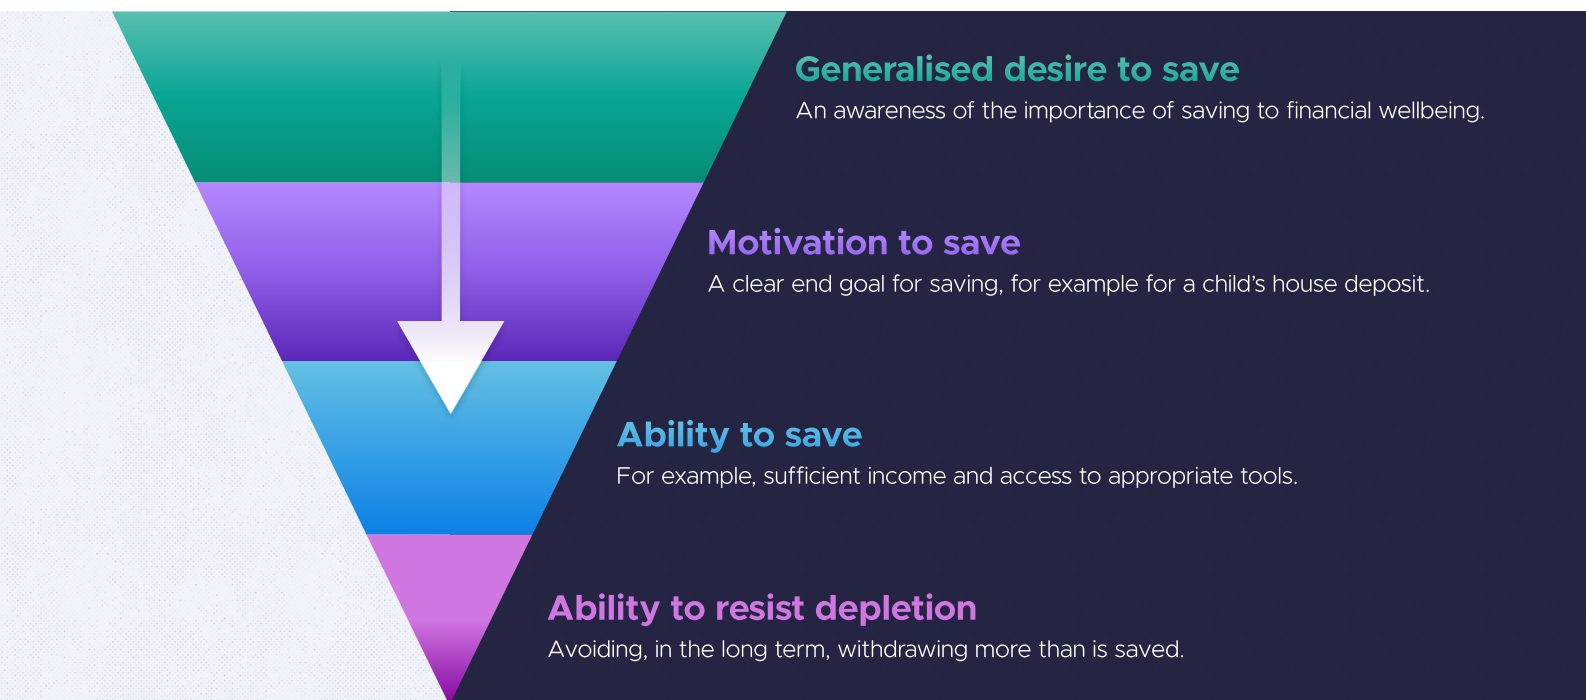 Generalised desire to save
An awareness of the importance of saving to financial wellbeing.
Motivation to save
A clear end goal for saving, for example for a child’s house deposit.
Ability to save
For example, sufficient income and access to appropriate tools.
Ability to resist depletion
Avoiding, in the long term, withdrawing more than is saved.